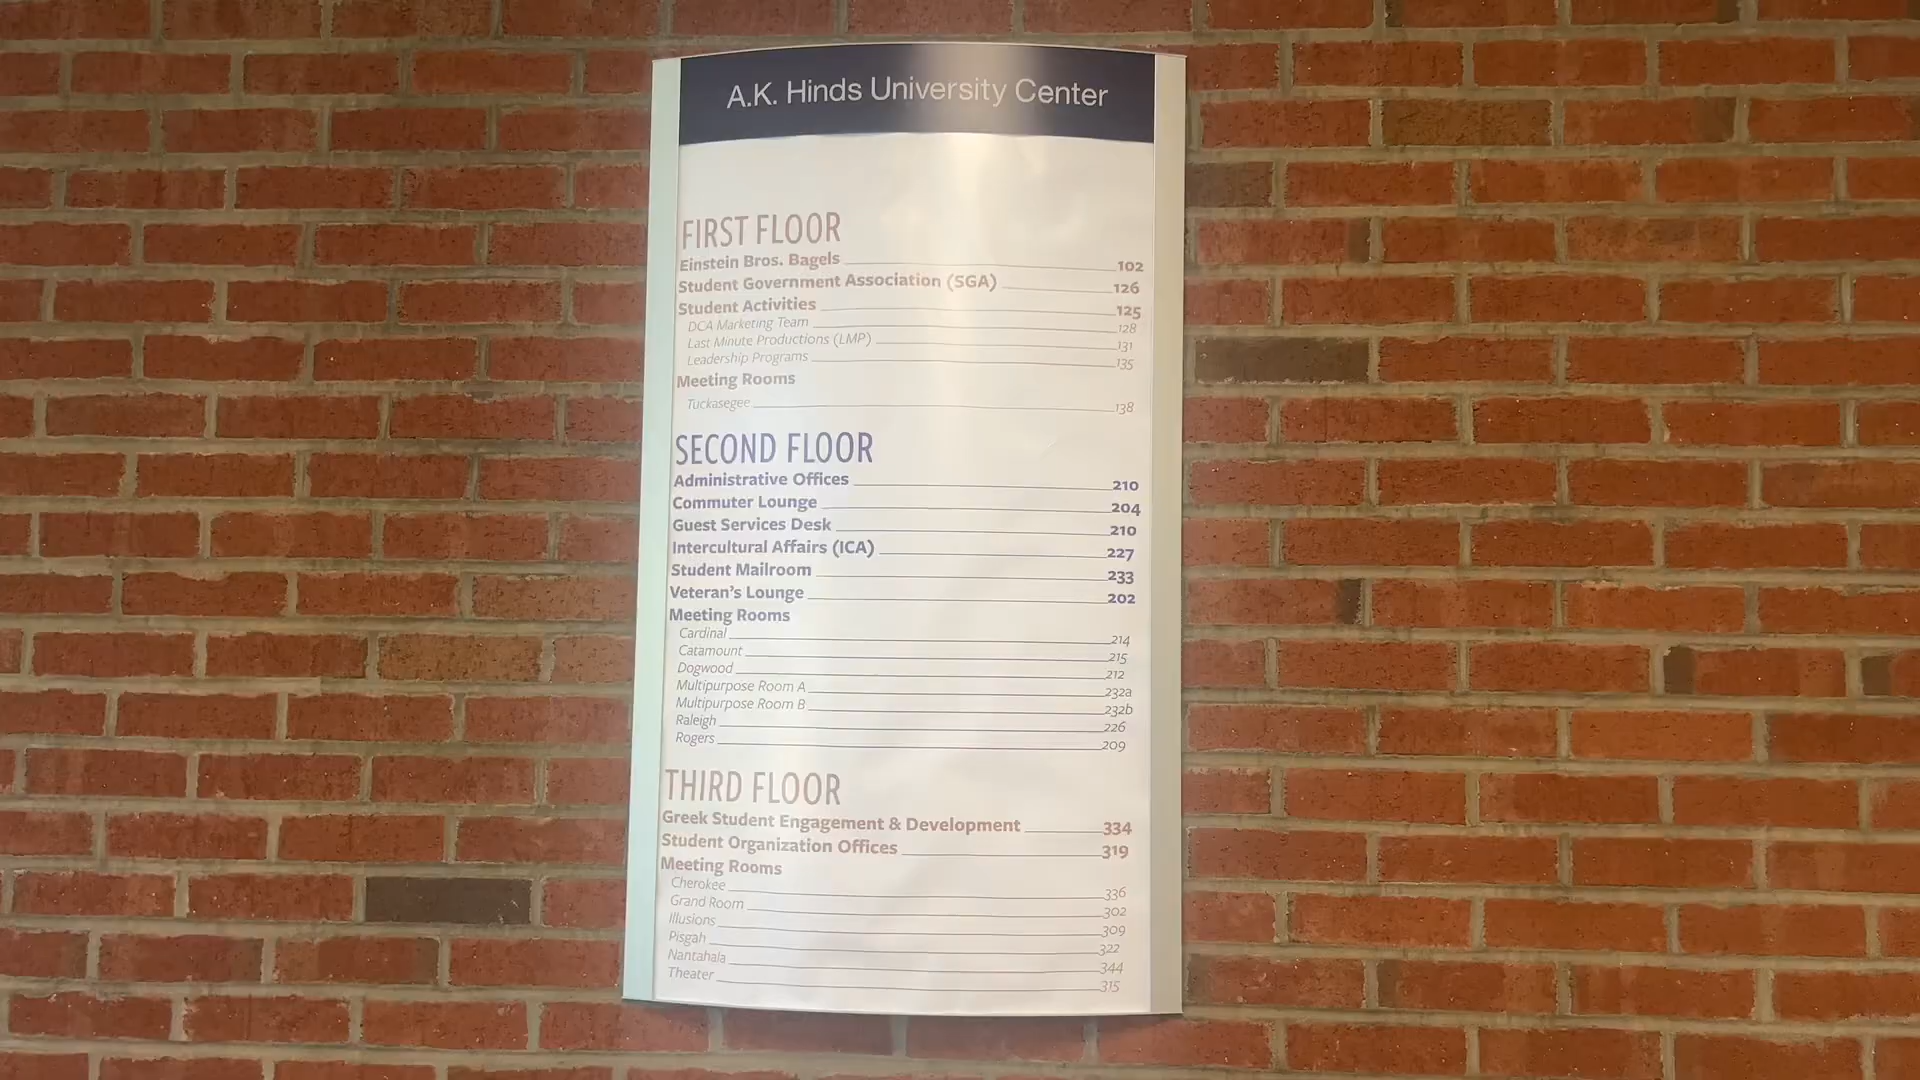 A.K. Hinds University Center
FIRST FLOOR
Einstein Bros. Bagels 102
Student Government Association (SGA) 126
Student Activities 125
DCA Marketing Team 128
Last Minute Productions (LMP) 131
Leadership Programs 135
Meeting Rooms
Tuckasegee 138
SECOND FLOOR
Administrative Offices 210
Commuter Lounge 204
Guest Services Desk 210
Intercultural Affairs (ICA) 227
Student Mailroom 233
Veteran's Lounge 202
Meeting Rooms
Cardinal 214
Catamount 215
Dogwood 212
Multipurpose Room A 232a
Multipurpose Room B 232b
Raleigh 226
Rogers 209
THIRD FLOOR
Greek Student Engagement & Development 334
Student Organization Offices 319
Meeting Rooms
Cherokee 336
Grand Room 302
Illusions 309
Pisgah 322
Nantahala 344
Theater 315